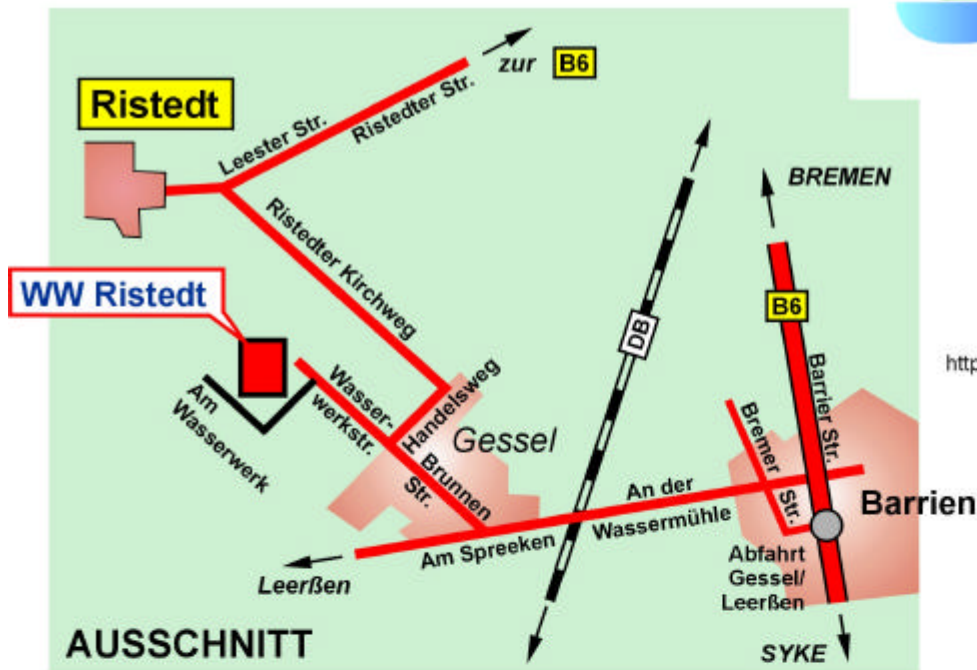 zur B6
Ristedt
Leester Str.
Ristedter Str.
BREMEN
Ristedter Kirchweg
WW Ristedt
B6
DB
http
Barrier Str.
Am
Wasserwerk
Wasser-
werkstr.
Handelsweg
Gessel
Bremer
Str.
Brunnen
Str.
An der
Wassermühle
Barrien
Am Spreeken
Leerßen
Abfahrt
Gessel/
Leerßen
AUSSCHNITT
SYKE